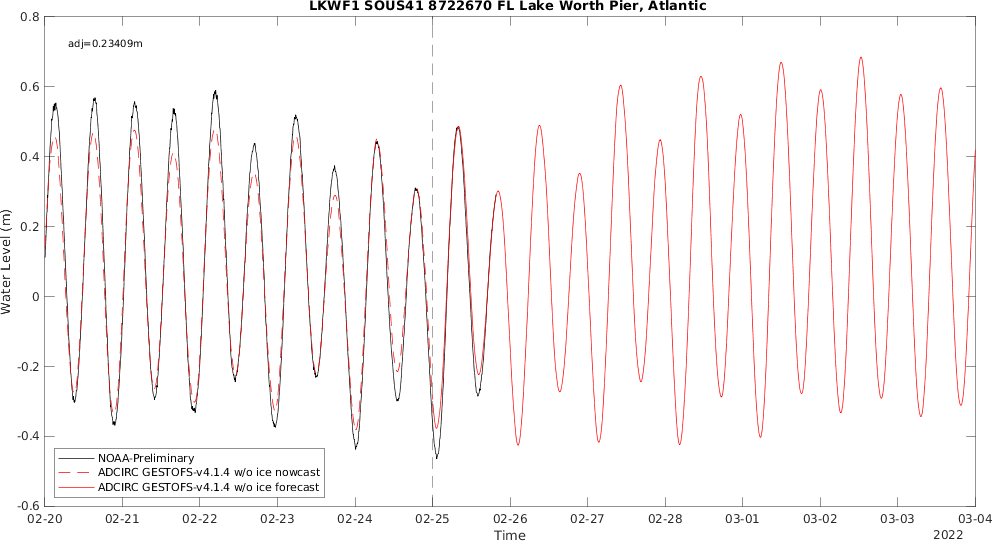 LKWF1 SOUS41 8722670 FL Lake Worth Pier, Atlantic
0.8
adj=0.23409m
0.6
0.4
0.2
0
-0.2
-0.4
-0.6
Water Level (m)
NOAA-Preliminary
ADCIRC GESTOFS-v4.1.4 w/o ice nowcast
ADCIRC GESTOFS-v4.1.4 w/o ice forecast
02-20 02-21 02-22 02-23 02-24 02-25 02-26 02-27 02-28 03-01 03-02 03-03 03-04
Time
2022